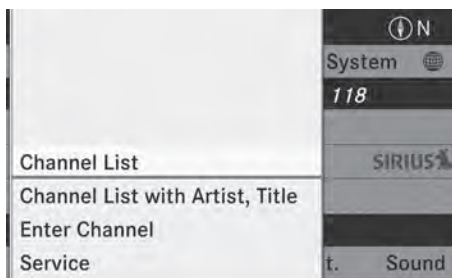 N
System
118
Channel List
SIRIUS
Channel List with Artist, Title
Enter Channel
Service
t. Sound